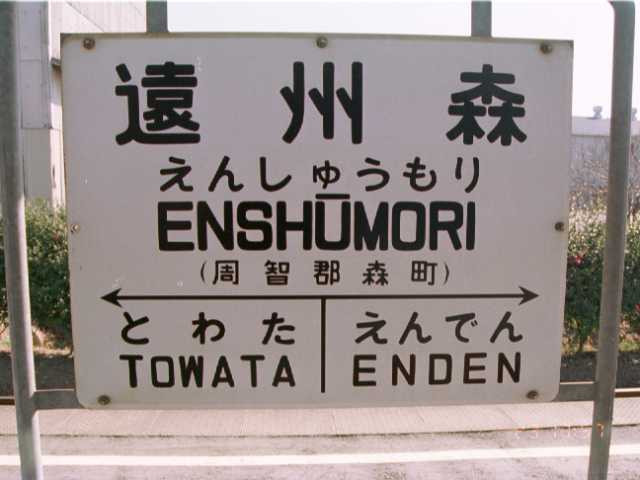 遠州森
えんしゅうもり
ENSHŪMORI
(周智郡森町)
とわた えんでん
TOWATA ENDEN